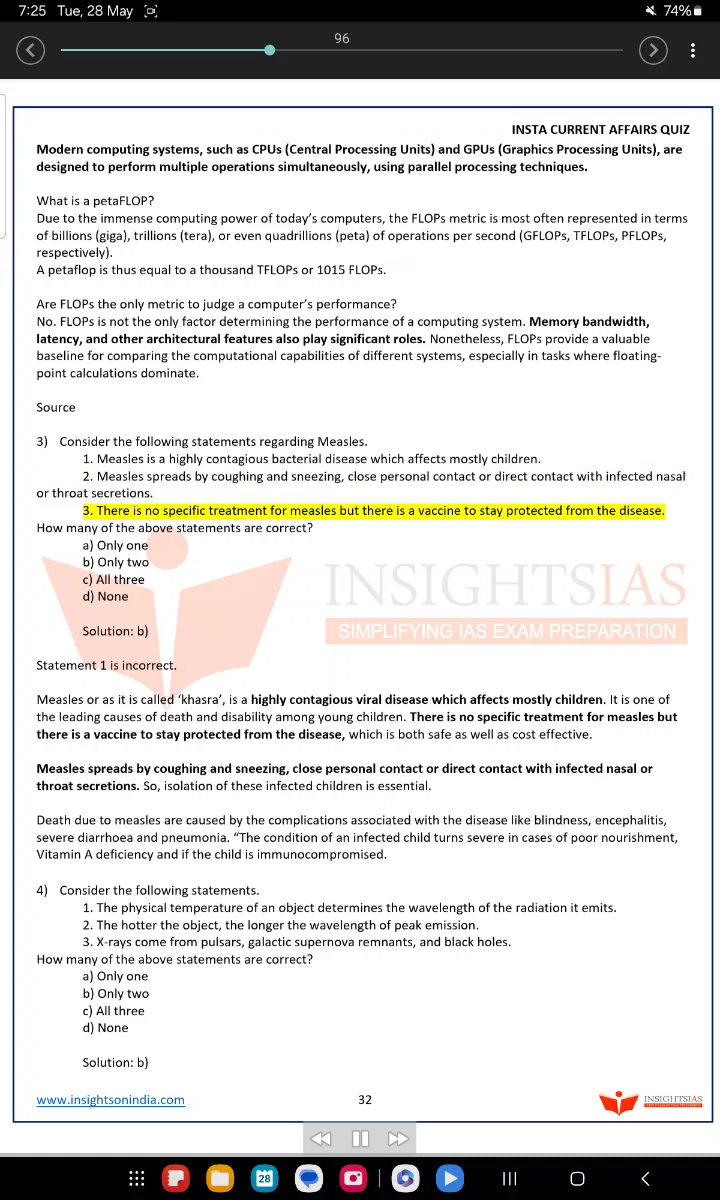 7:25 Tue, 28 May
74%
96
INSTA CURRENT AFFAIRS QUIZ
Modern computing systems, such as CPUs (Central Processing Units) and GPUs (Graphics Processing Units), are
designed to perform multiple operations simultaneously, using parallel processing techniques.
What is a petaFLOP?
Due to the immense computing power of today's computers, the FLOPs metric is most often represented in terms
of billions (giga), trillions (tera), or even quadrillions (peta) of operations per second (GFLOPs, TFLOPs, PFLOPs,
respectively).
A petaflop is thus equal to a thousand TFLOPs or 1015 FLOPs.
Are FLOPs the only metric to judge a computer's performance?
No. FLOPs is not the only factor determining the performance of a computing system. Memory bandwidth,
latency, and other architectural features also play significant roles. Nonetheless, FLOPs provide a valuable
baseline for comparing the computational capabilities of different systems, especially in tasks where floating-
point calculations dominate.
Source
3) Consider the following statements regarding Measles.
1. Measles is a highly contagious bacterial disease which affects mostly children.
2. Measles spreads by coughing and sneezing, close personal contact or direct contact with infected nasal
or throat secretions.
3. There is no specific treatment for measles but there is a vaccine to stay protected from the disease.
How many of the above statements are correct?
a) Only one
b) Only two
c) All three
d) None
INSIGHTSIAS
SIMPLIFYING IAS EXAM PREPARATION
Solution: b)
Statement 1 is incorrect.
Measles or as it is called 'khasra', is a highly contagious viral disease which affects mostly children. It is one of
the leading causes of death and disability among young children. There is no specific treatment for measles but
there is a vaccine to stay protected from the disease, which is both safe as well as cost effective.
Measles spreads by coughing and sneezing, close personal contact or direct contact with infected nasal or
throat secretions. So, isolation of these infected children is essential.
Death due to measles are caused by the complications associated with the disease like blindness, encephalitis,
severe diarrhoea and pneumonia. "The condition of an infected child turns severe in cases of poor nourishment,
Vitamin A deficiency and if the child is immunocompromised.
4) Consider the following statements.
1. The physical temperature of an object determines the wavelength of the radiation it emits.
2. The hotter the object, the longer the wavelength of peak emission.
3. X-rays come from pulsars, galactic supernova remnants, and black holes.
How many of the above statements are correct?
a) Only one
b) Only two
c) All three
d) None
Solution: b)
www.insightsonindia.com
32
INSIGHTSIAS
28